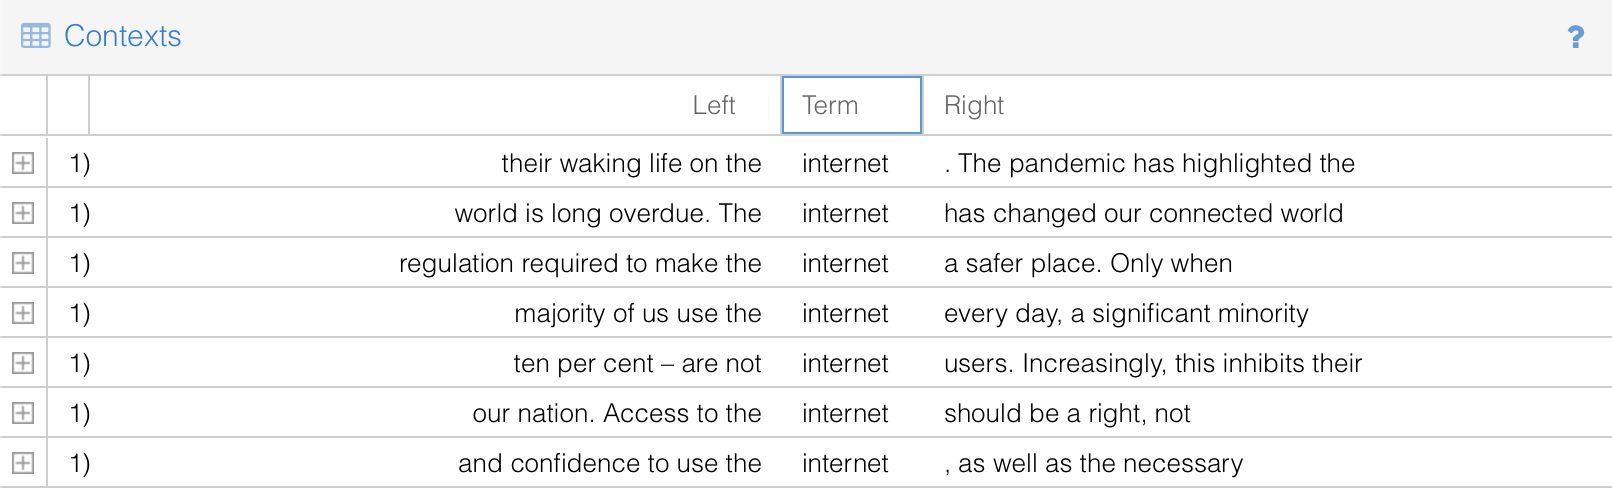 Contexts ?
Left Term Right
1) their waking life on the internet . The pandemic has highlighted the
1) world is long overdue. The internet has changed our connected world
1) regulation required to make the internet a safer place. Only when
1) majority of us use the internet every day, a significant minority
1) ten per cent – are not internet users. Increasingly, this inhibits their
1) our nation. Access to the internet should be a right, not
1) and confidence to use the internet , as well as the necessary